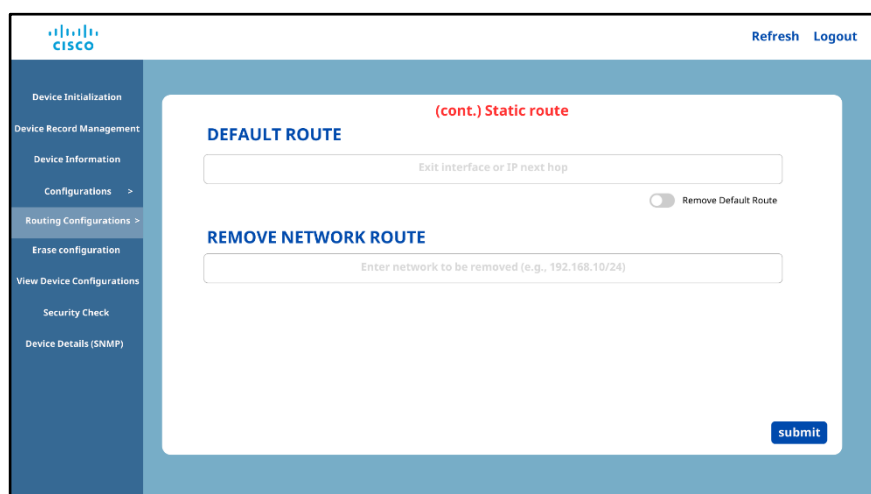 CISCO
Refresh Logout
Device Initialization
Device Record Management
Device Information
Configurations >
Routing Configurations >
Erase configuration
View Device Configurations
Security Check
Device Details (SNMP)
(cont.) Static route
DEFAULT ROUTE
Exit interface or IP next hop
Remove Default Route
REMOVE NETWORK ROUTE
Enter network to be removed (e.g., 192.168.10/24)
submit